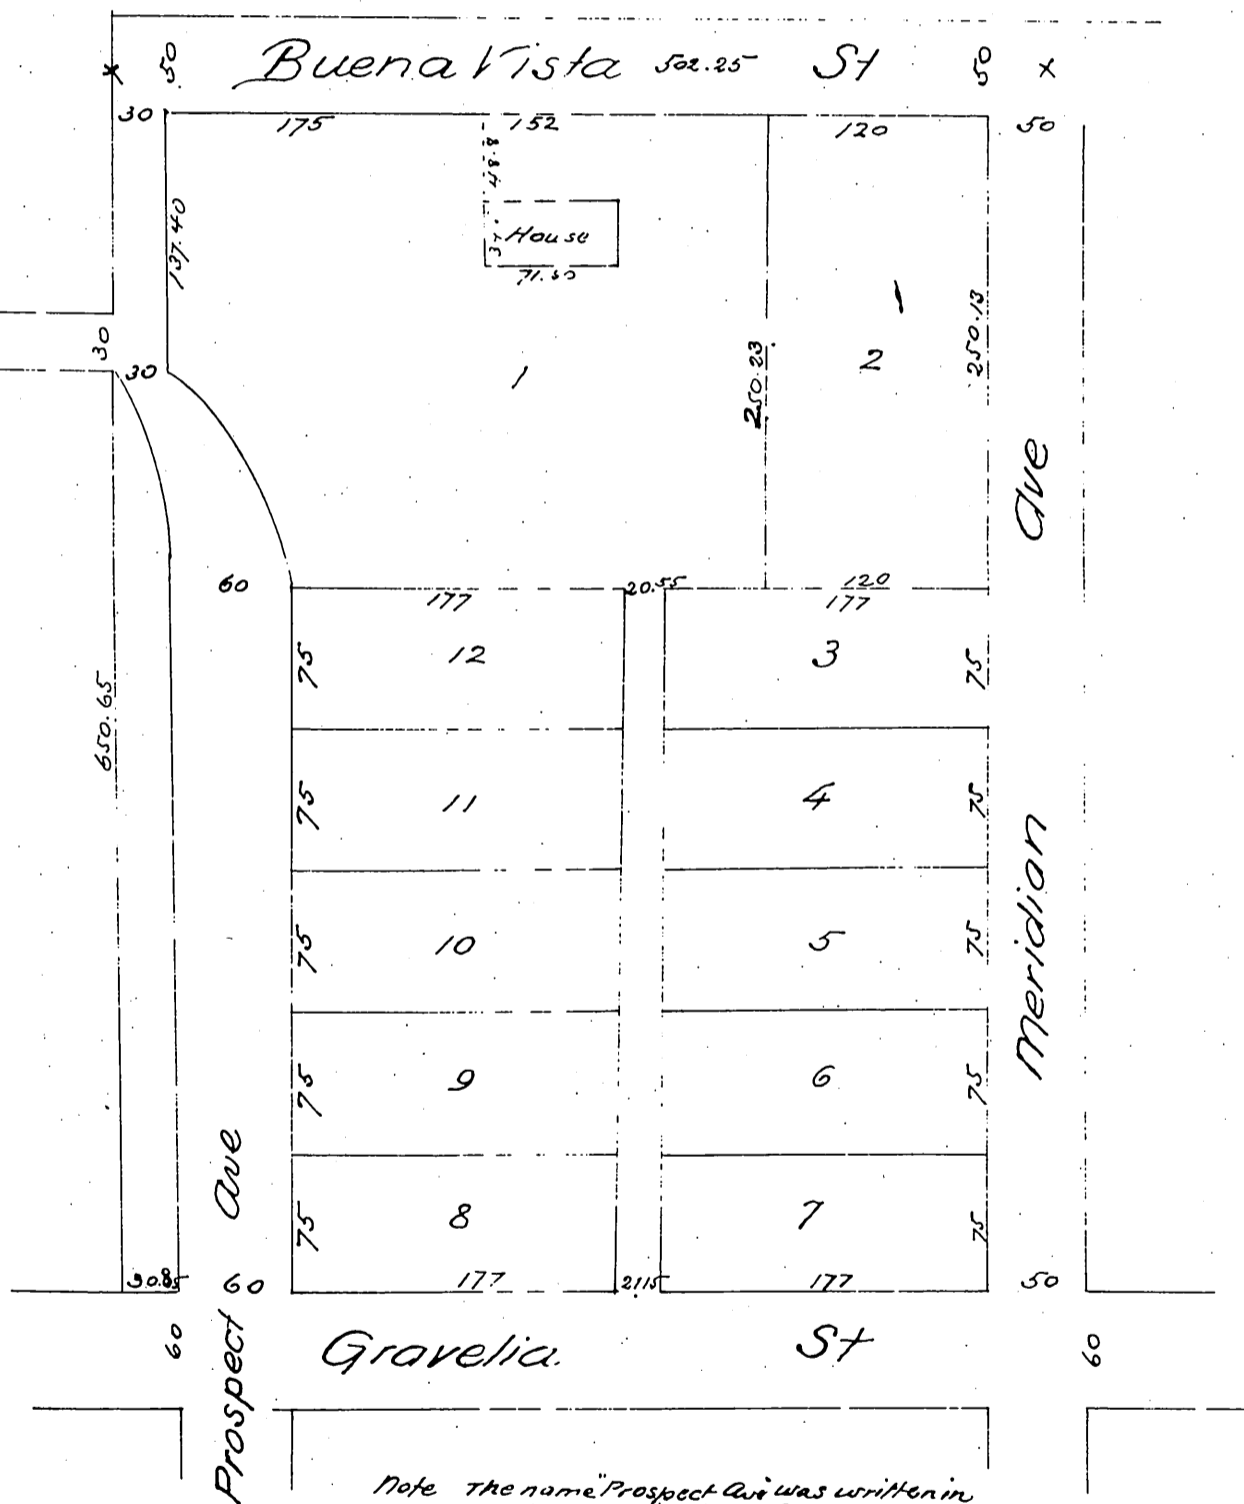 Buena Vista 502.25 St
x 50 50 x
30 175 152 120 50
48.8
137.40
House
37.
71.50
30
30
1
2
250.23
250.13
60 177 20.55 120
177
12 3
75 75
650.65
11 4
75 75
10 5
75 75
9 6
75 75
8 7
75 75
30.85 60 177 21.15 177 50
Prospect Ave
Meridian Ave
60 Gravelia. St 60
Note The name "Prospect Ave was written in